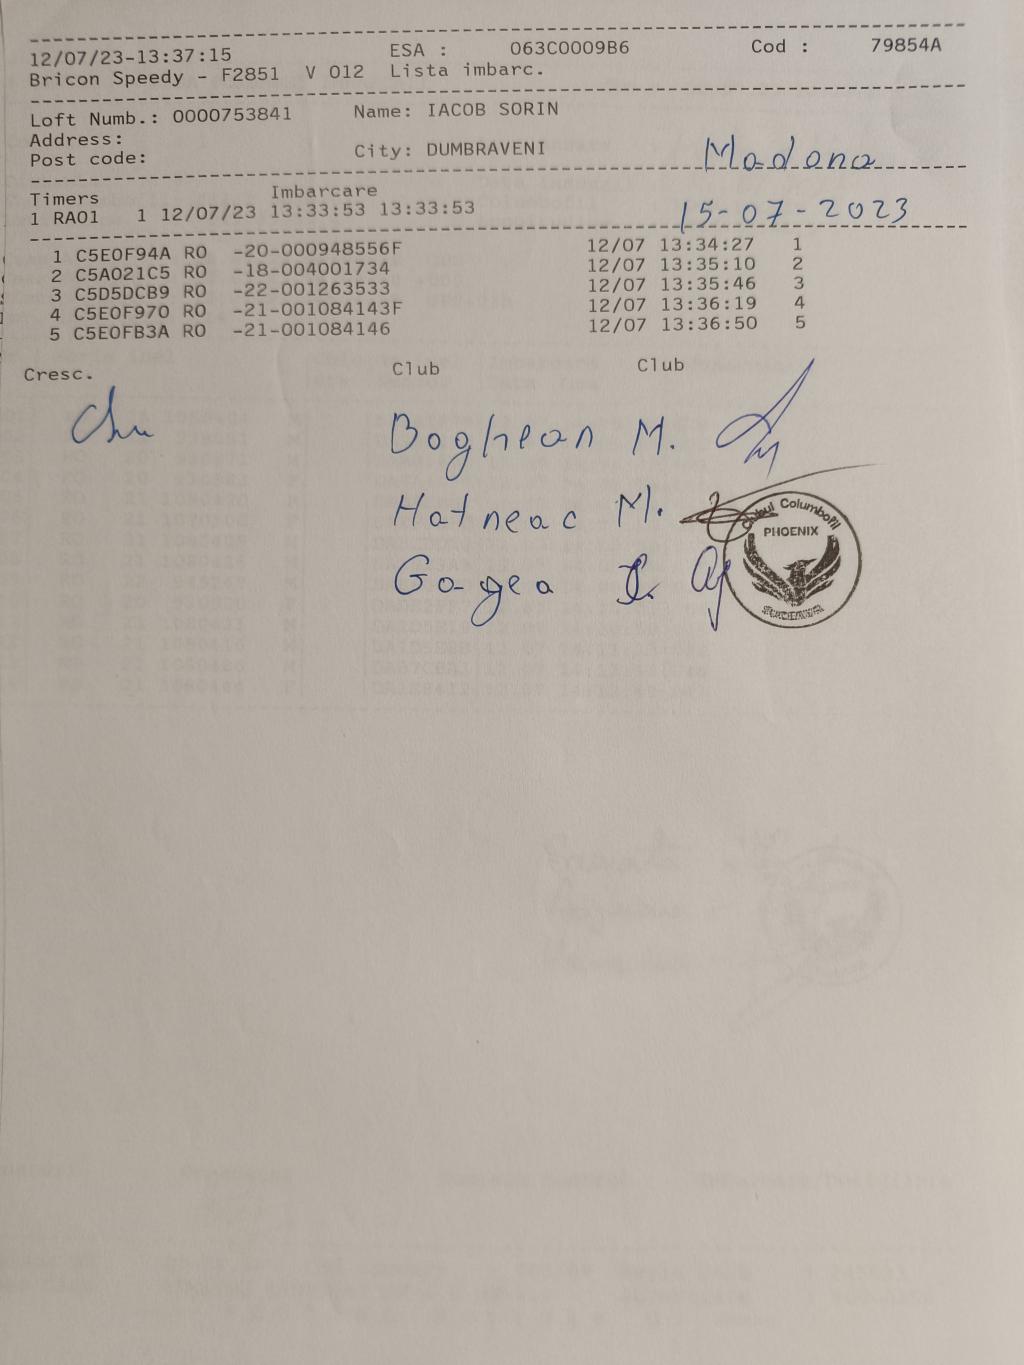 12/07/23-13:37:15 ESA : 063C0009B6 Cod : 79854A
Bricon Speedy - F2851 V 012 Lista imbarc.
Loft Numb.: 0000753841 Name: IACOB SORIN
Address:
Post code: City: DUMBRAVENI Madona
Timers Imbarcare
1 RA01 1 12/07/23 13:33:53 13:33:53 15-07-2023
1 C5E0F94A RO -20-000948556F 12/07 13:34:27 1
2 C5A021C5 RO -18-004001734 12/07 13:35:10 2
3 C5D5DCB9 RO -22-001263533 12/07 13:35:46 3
4 C5E0F970 RO -21-001084143F 12/07 13:36:19 4
5 C5E0FB3A RO -21-001084146 12/07 13:36:50 5
Cresc. Club Club
Boghean M.
Hatneac M.
Gagea I.
Clubul Columbofil
PHOENIX